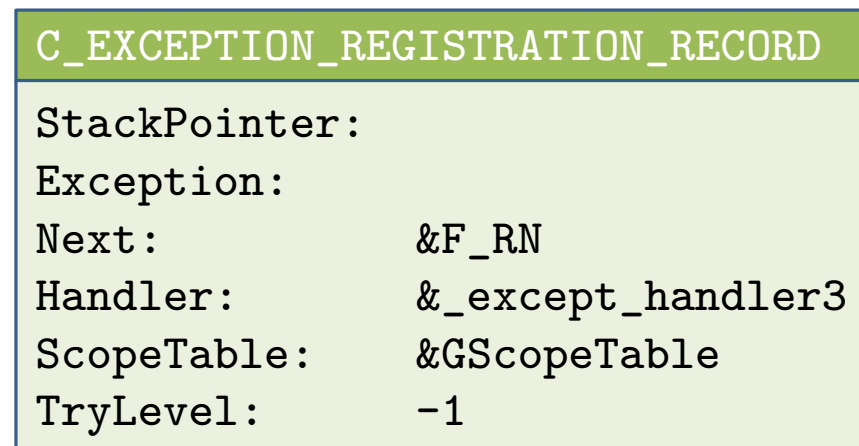 C_EXCEPTION_REGISTRATION_RECORD
StackPointer:
Exception:
Next: &F_RN
Handler: &_except_handler3
ScopeTable: &GScopeTable
TryLevel: -1